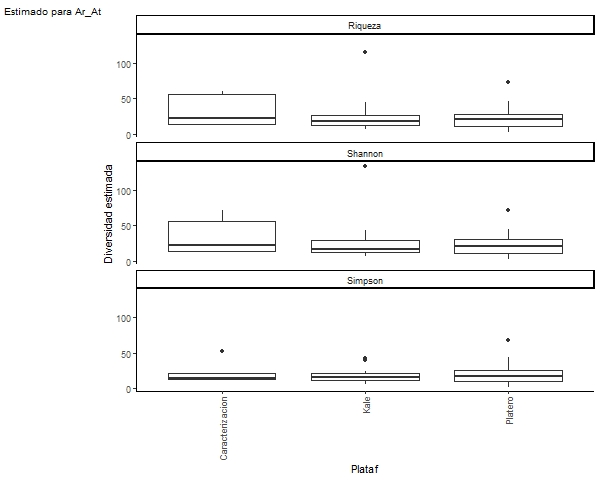 Estimado para Ar_At
Riqueza
100
50
0
Shannon
100
50
0
Simpson
100
50
0
Diversidad estimada
Caracterizacion
Kale
Platero
Plataf